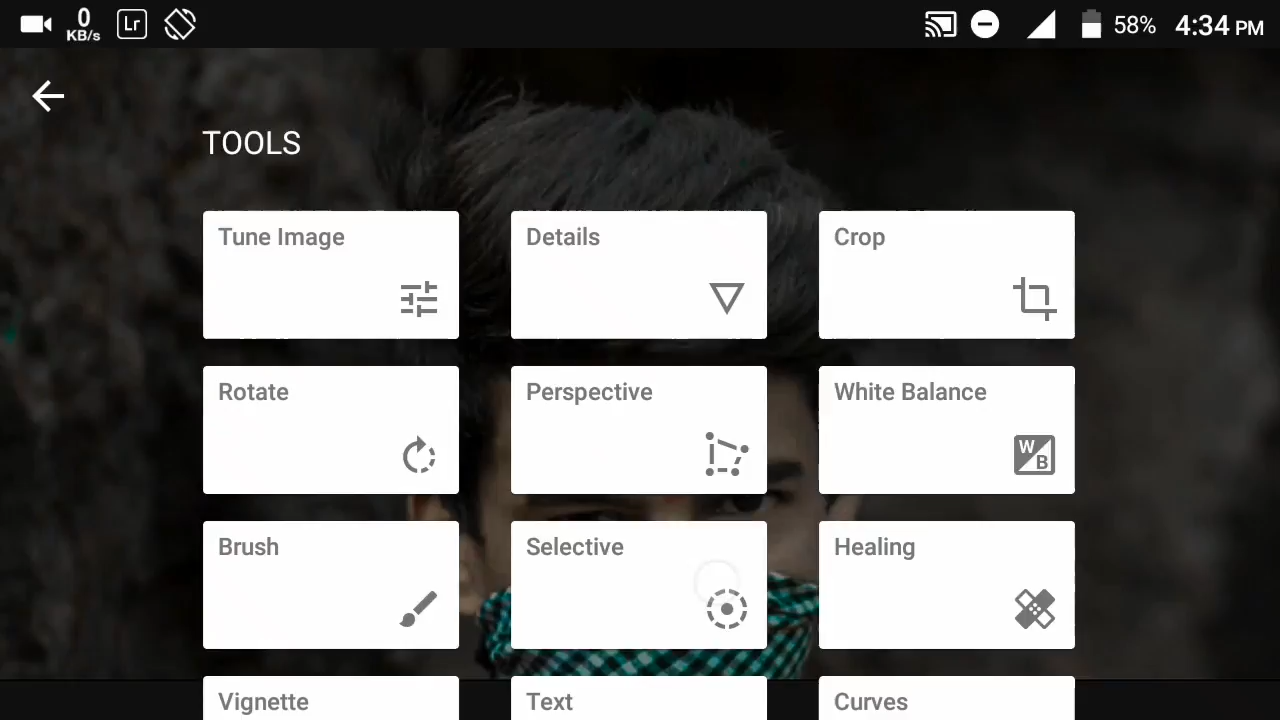 0 KB/s Lr 58% 4:34 PM
TOOLS
Tune Image Details Crop
Rotate Perspective White Balance
W B
Brush Selective Healing
Vignette Text Curves